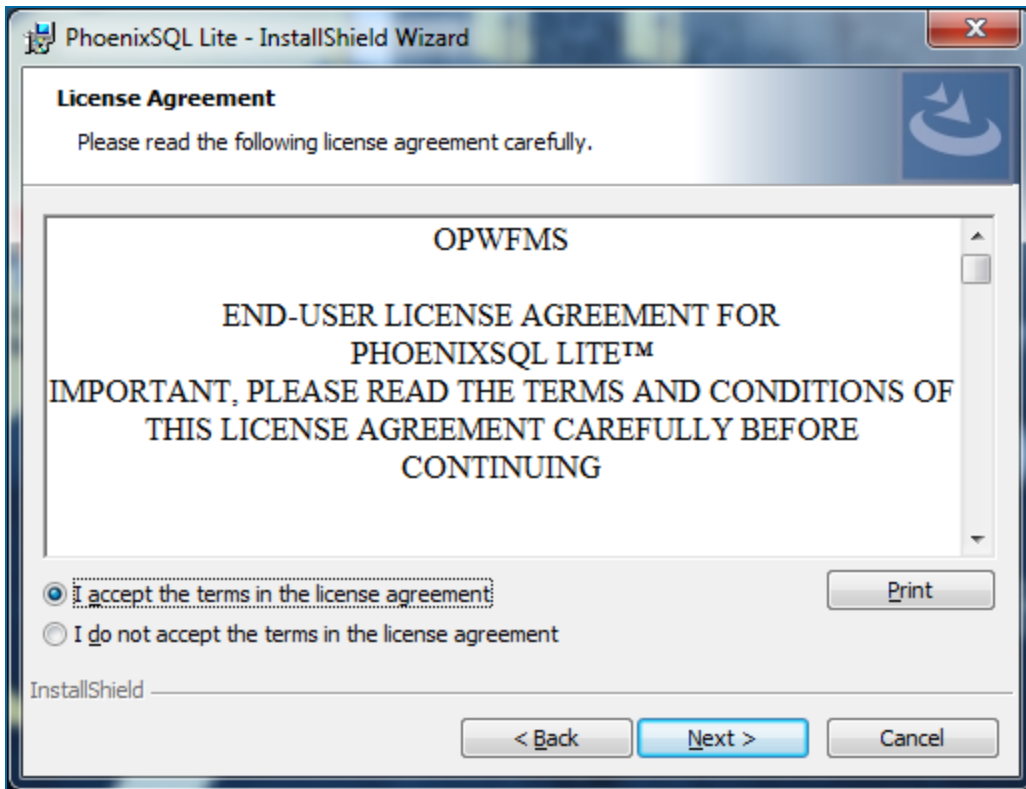 PhoenixSQL Lite - InstallShield Wizard
x
License Agreement
Please read the following license agreement carefully.
OPWFMS
END-USER LICENSE AGREEMENT FOR
PHOENIXSQL LITE™
IMPORTANT, PLEASE READ THE TERMS AND CONDITIONS OF
THIS LICENSE AGREEMENT CAREFULLY BEFORE
CONTINUING
I accept the terms in the license agreement
Print
I do not accept the terms in the license agreement
InstallShield
< Back
Next >
Cancel